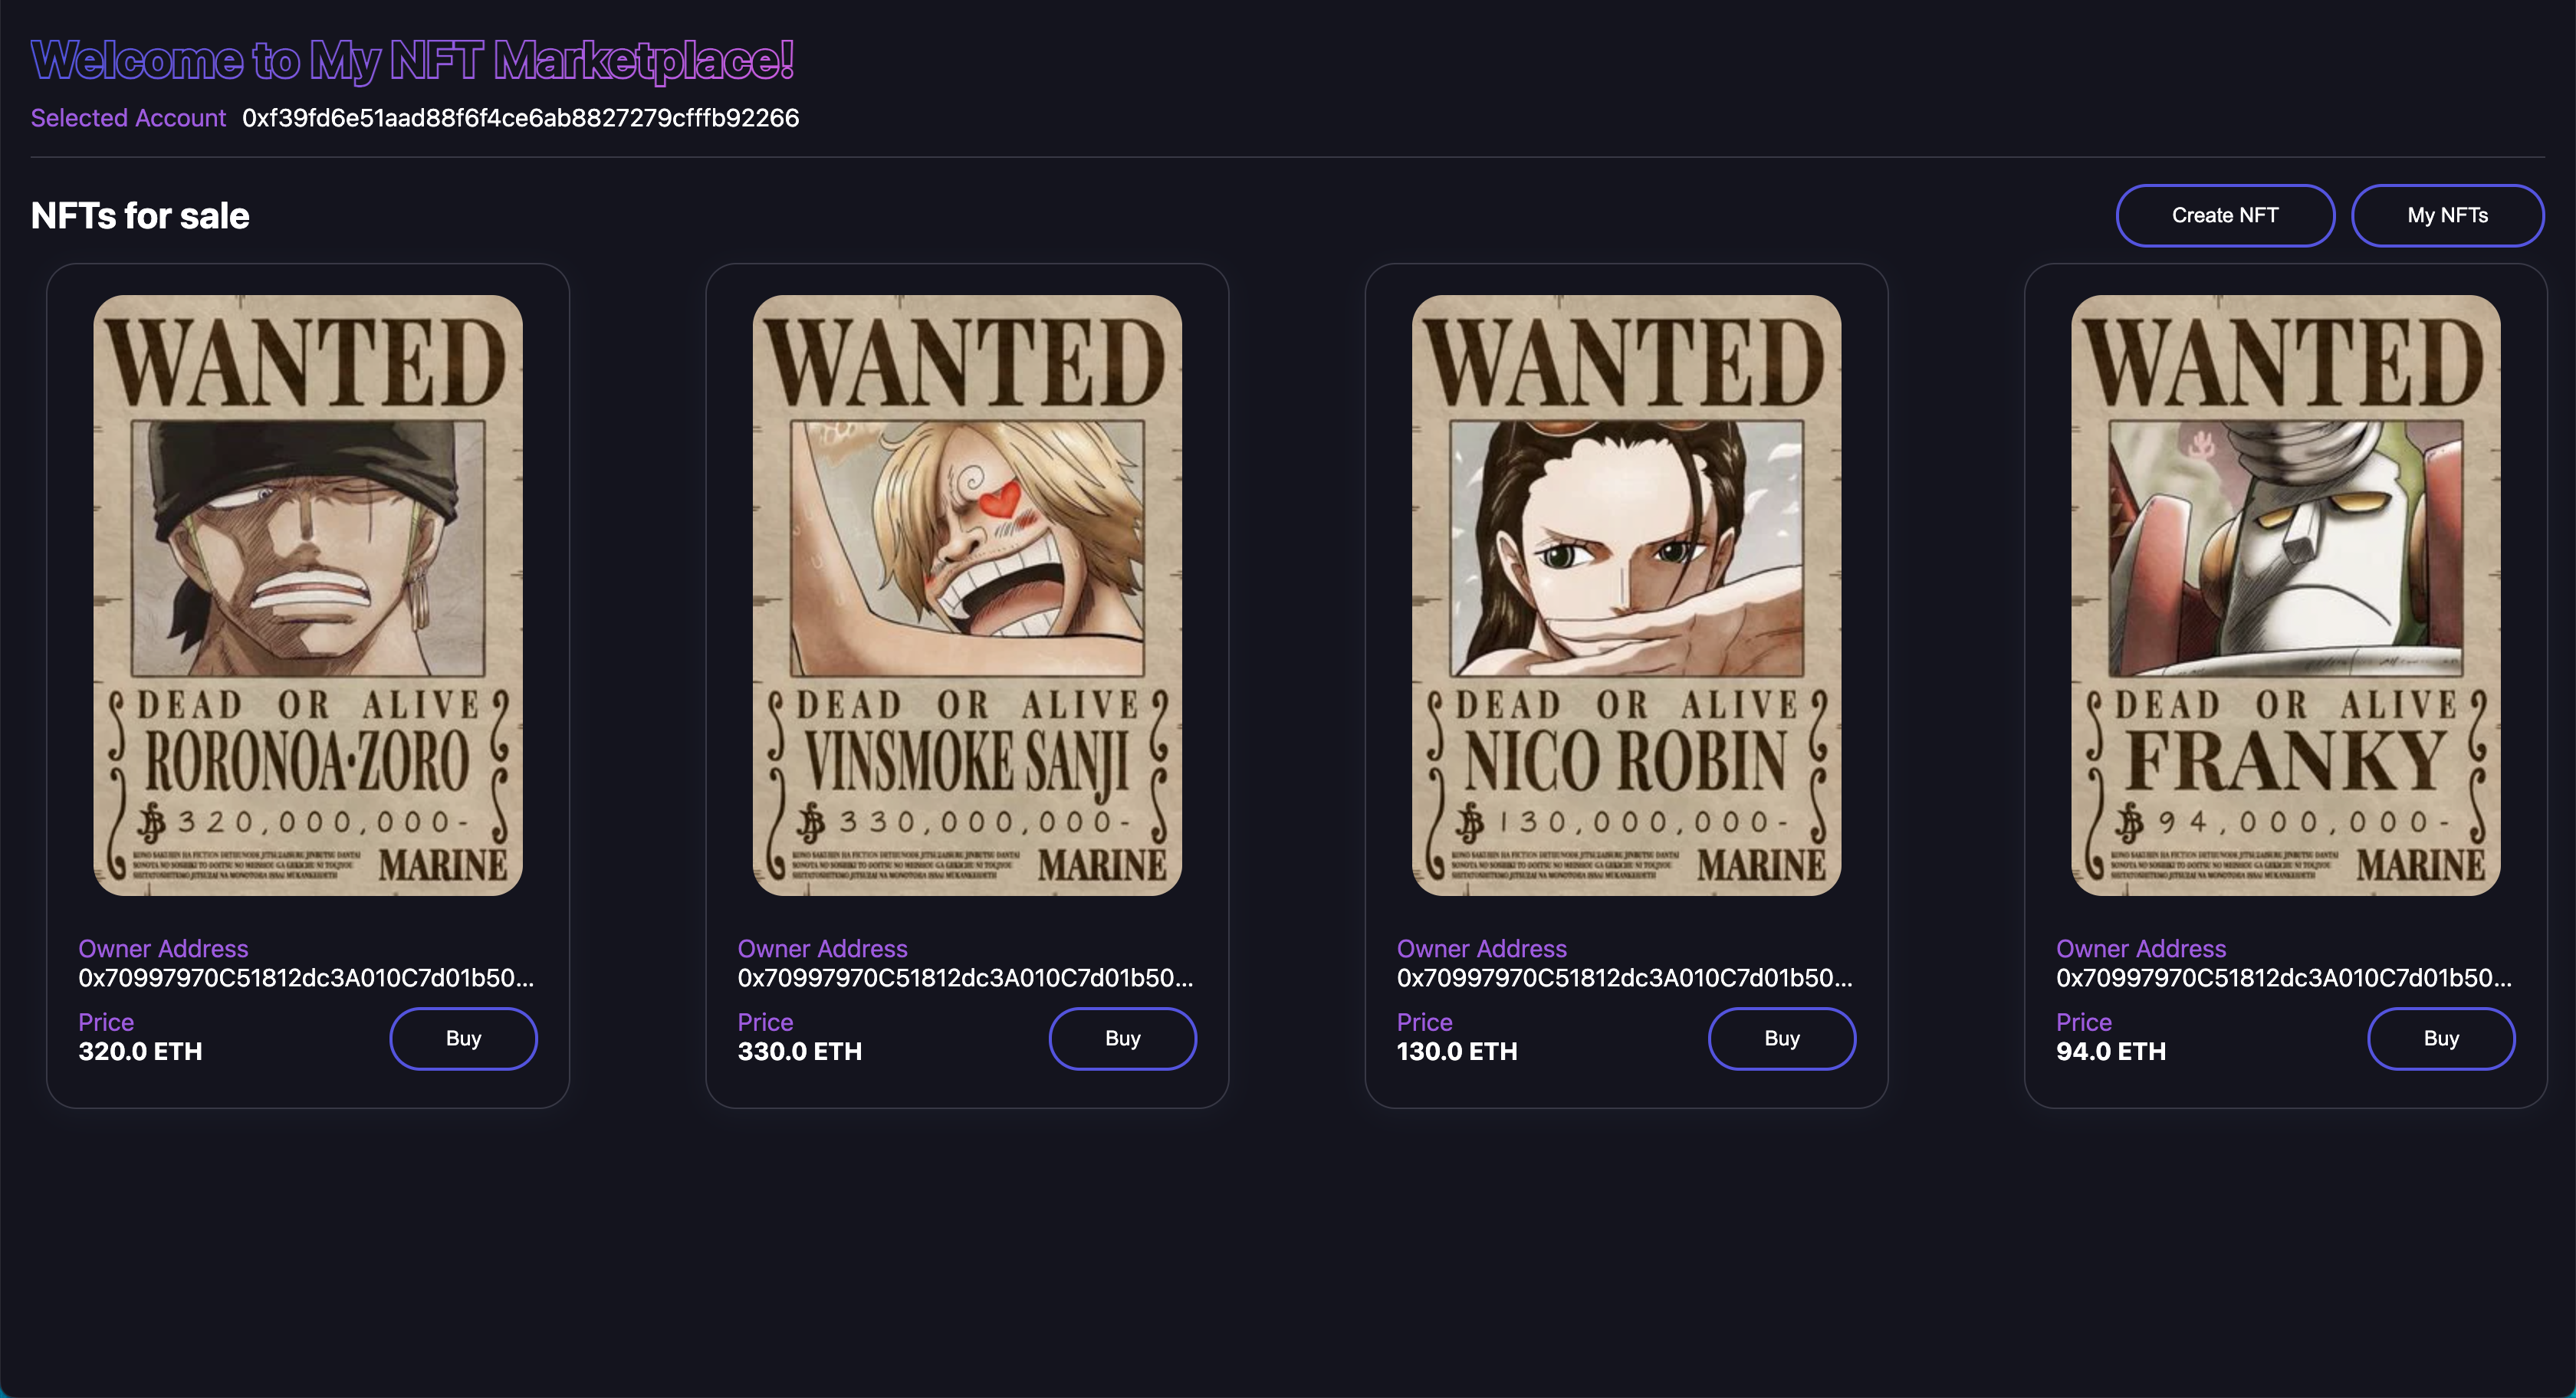 Welcome to My NFT Marketplace!
Selected Account 0xf39fd6e51aad88f6f4ce6ab8827279cfffb92266
NFTs for sale
Create NFT
My NFTs
WANTED
DEAD OR ALIVE
RORONOA·ZORO
320,000,000-
MARINE
Owner Address
0x70997970C51812dc3A010C7d01b50...
Price
320.0 ETH
Buy
WANTED
DEAD OR ALIVE
VINSMOKE SANJI
330,000,000-
MARINE
Owner Address
0x70997970C51812dc3A010C7d01b50...
Price
330.0 ETH
Buy
WANTED
DEAD OR ALIVE
NICO ROBIN
130,000,000-
MARINE
Owner Address
0x70997970C51812dc3A010C7d01b50...
Price
130.0 ETH
Buy
WANTED
DEAD OR ALIVE
FRANKY
94,000,000-
MARINE
Owner Address
0x70997970C51812dc3A010C7d01b50...
Price
94.0 ETH
Buy